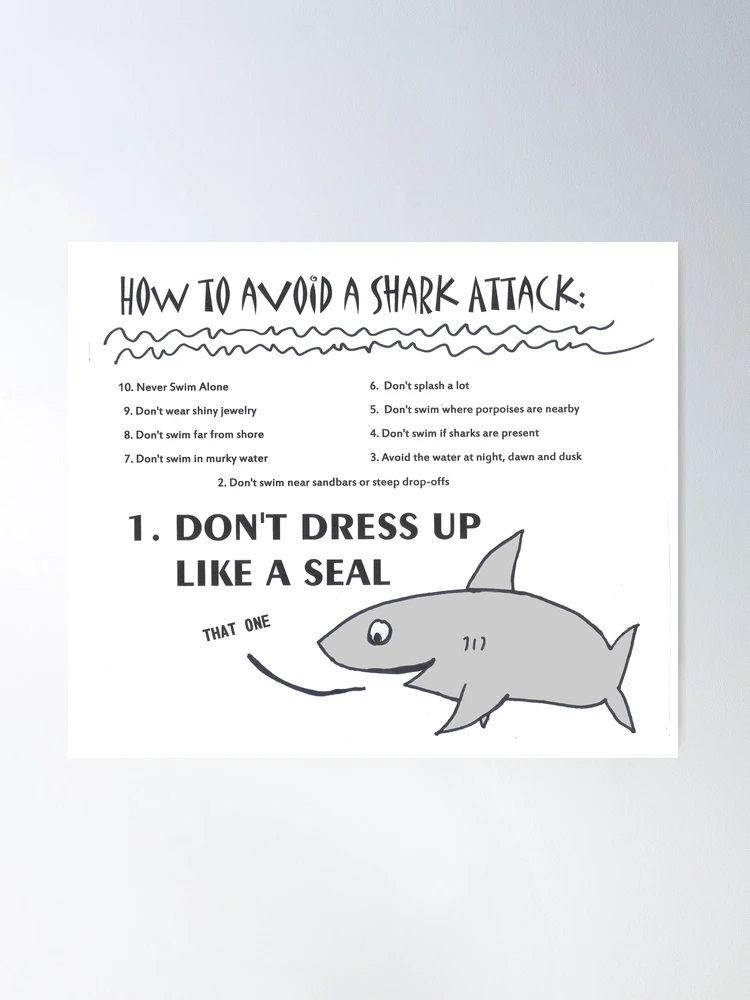 HOW TO AVOID A SHARK ATTACK:
10. Never Swim Alone
9. Don't wear shiny jewelry
8. Don't swim far from shore
7. Don't swim in murky water
6. Don't splash a lot
5. Don't swim where porpoises are nearby
4. Don't swim if sharks are present
3. Avoid the water at night, dawn and dusk
2. Don't swim near sandbars or steep drop-offs
1. DON'T DRESS UP
LIKE A SEAL
THAT ONE